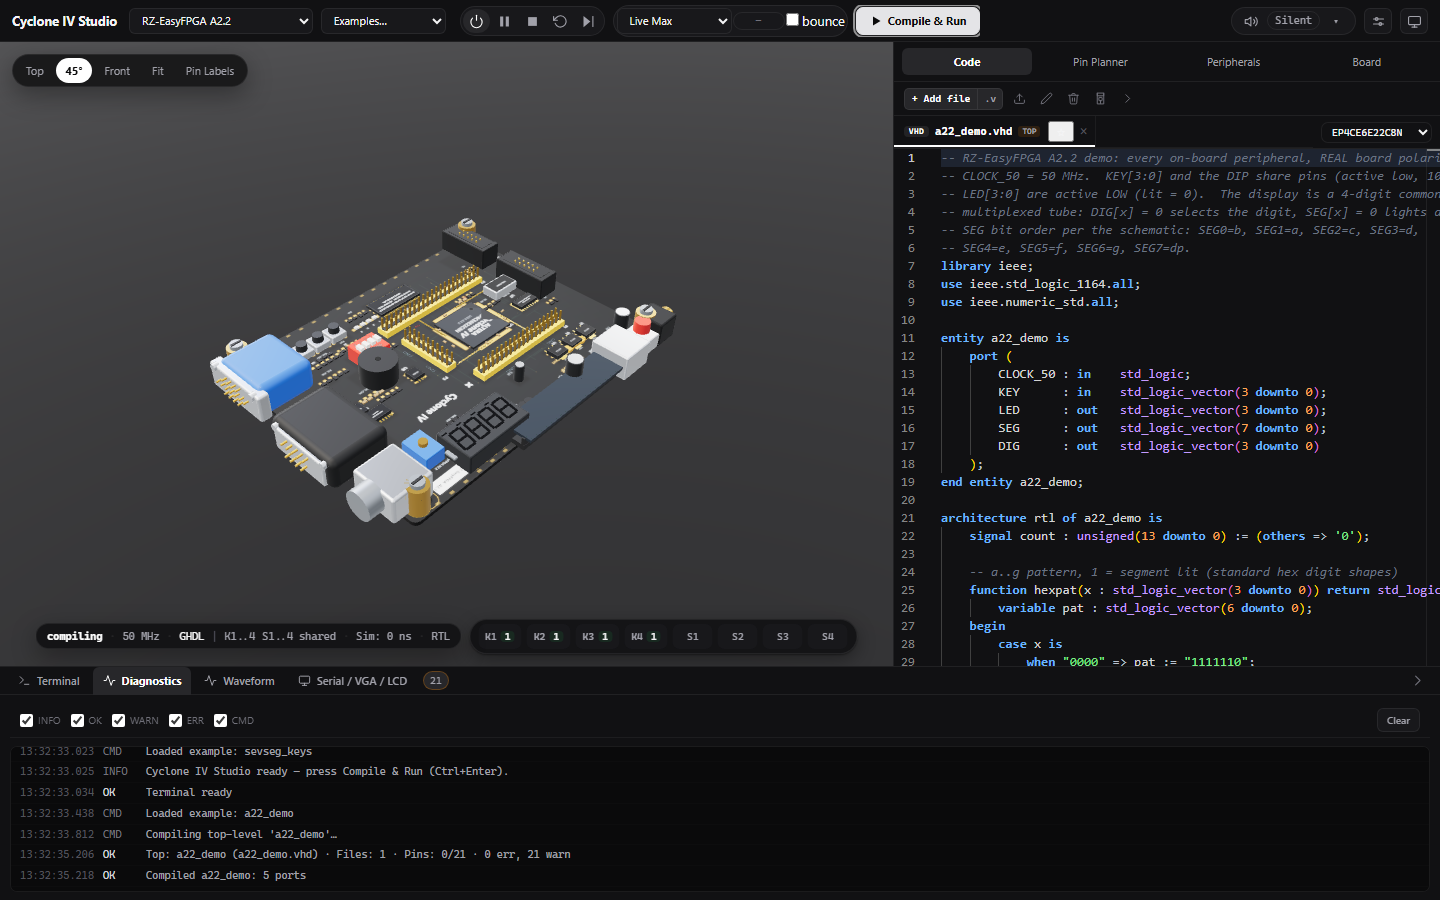 Cyclone IV Studio
RZ-EasyFPGA A2.2
Examples...
Live Max
–
bounce
Compile & Run
Silent
Top
45°
Front
Fit
Pin Labels
Cyclone IV
compiling · 50 MHz · GHDL | K1..4 S1..4 shared · Sim: 0 ns · RTL
K1 1
K2 1
K3 1
K4 1
S1
S2
S3
S4
Code
Pin Planner
Peripherals
Board
+ Add file
.v
VHD a22_demo.vhd TOP
×
EP4CE6E22C8N
1 -- RZ-EasyFPGA A2.2 demo: every on-board peripheral, REAL board polari
2 -- CLOCK_50 = 50 MHz.  KEY[3:0] and the DIP share pins (active low, 10
3 -- LED[3:0] are active LOW (lit = 0).  The display is a 4-digit common
4 -- multiplexed tube: DIG[x] = 0 selects the digit, SEG[x] = 0 lights a
5 -- SEG bit order per the schematic: SEG0=b, SEG1=a, SEG2=c, SEG3=d,
6 -- SEG4=e, SEG5=f, SEG6=g, SEG7=dp.
7 library ieee;
8 use ieee.std_logic_1164.all;
9 use ieee.numeric_std.all;
10
11 entity a22_demo is
12 port (
13 CLOCK_50 : in    std_logic;
14 KEY      : in    std_logic_vector(3 downto 0);
15 LED      : out   std_logic_vector(3 downto 0);
16 SEG      : out   std_logic_vector(7 downto 0);
17 DIG      : out   std_logic_vector(3 downto 0)
18 );
19 end entity a22_demo;
20
21 architecture rtl of a22_demo is
22 signal count : unsigned(13 downto 0) := (others => '0');
23
24 -- a..g pattern, 1 = segment lit (standard hex digit shapes)
25 function hexpat(x : std_logic_vector(3 downto 0)) return std_logic
26 variable pat : std_logic_vector(6 downto 0);
27 begin
28 case x is
29 when "0000" => pat := "1111110";
Terminal
Diagnostics
Waveform
Serial / VGA / LCD
21
INFO
OK
WARN
ERR
CMD
Clear
13:32:33.023 CMD Loaded example: sevseg_keys
13:32:33.025 INFO Cyclone IV Studio ready — press Compile & Run (Ctrl+Enter).
13:32:33.034 OK Terminal ready
13:32:33.438 CMD Loaded example: a22_demo
13:32:33.812 CMD Compiling top-level 'a22_demo'…
13:32:35.206 OK Top: a22_demo (a22_demo.vhd) · Files: 1 · Pins: 0/21 · 0 err, 21 warn
13:32:35.218 OK Compiled a22_demo: 5 ports